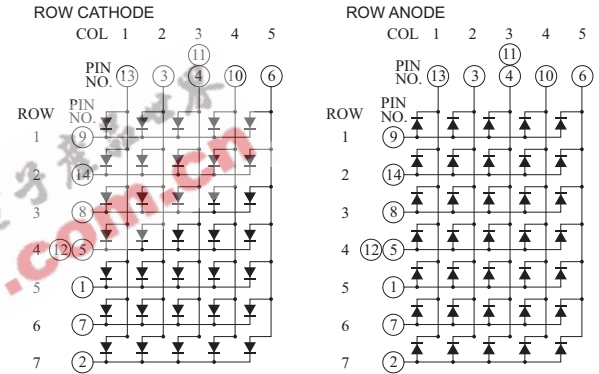 ROW CATHODE
COL 1 2 3 4 5
11
PIN NO. 13 3 4 10 6
ROW PIN NO.
1 9
2 14
3 8
4 12 5
5 1
6 7
7 2
ROW ANODE
COL 1 2 3 4 5
11
PIN NO. 13 3 4 10 6
ROW PIN NO.
1 9
2 14
3 8
4 12 5
5 1
6 7
7 2
.com.cn